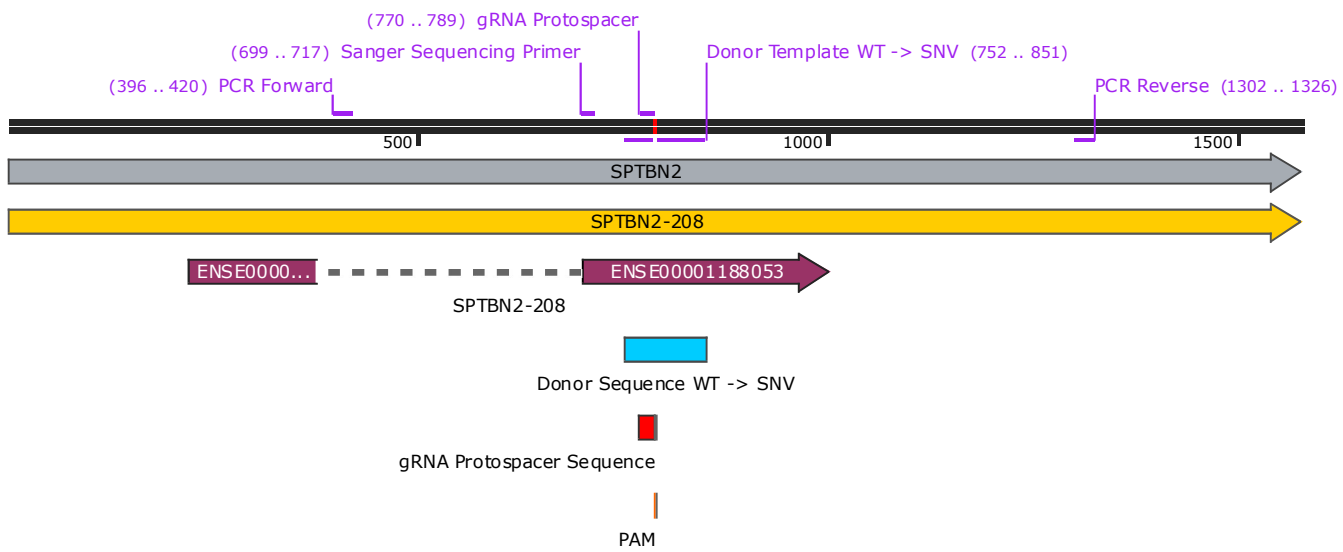 (770 .. 789) gRNA Protospacer
(699 .. 717) Sanger Sequencing Primer
Donor Template WT -> SNV (752 .. 851)
(396 .. 420) PCR Forward
PCR Reverse (1302 .. 1326)
500
1000
1500
SPTBN2
SPTBN2-208
ENSE0000...
ENSE00001188053
SPTBN2-208
Donor Sequence WT -> SNV
gRNA Protospacer Sequence
PAM